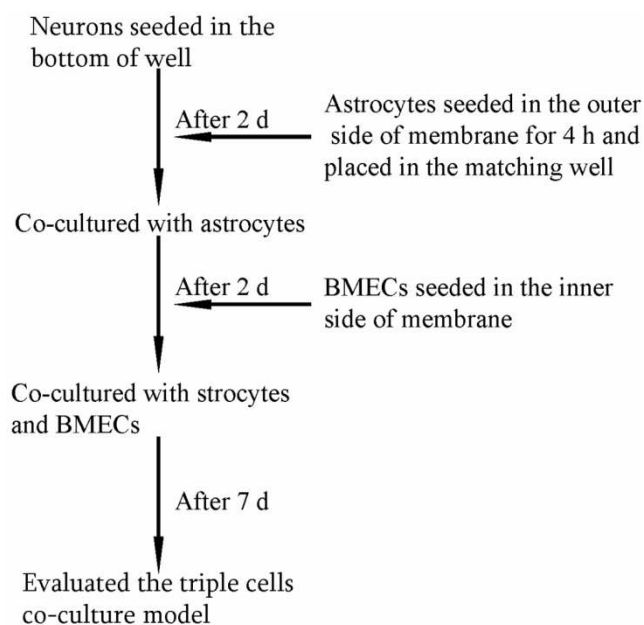 Neurons seeded in the
bottom of well
After 2 d
Astrocytes seeded in the outer
side of membrane for 4 h and
placed in the matching well
Co-cultured with astrocytes
After 2 d
BMECs seeded in the inner
side of membrane
Co-cultured with strocytes
and BMECs
After 7 d
Evaluated the triple cells
co-culture model